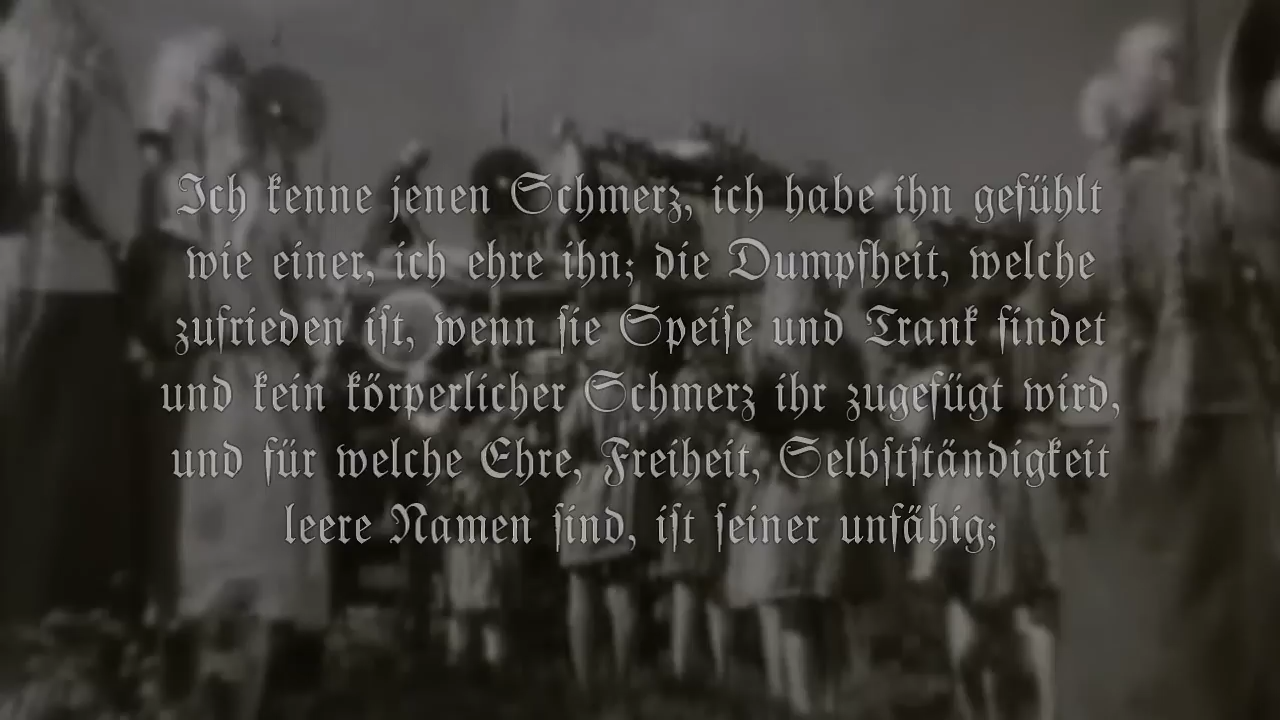 Ich kenne jenen Schmerz, ich habe ihn gefühlt
wie einer, ich ehre ihn; die Dumpfheit, welche
zufrieden iſt, wenn ſie Speiſe und Trank findet
und kein körperlicher Schmerz ihr zugefügt wird,
und für welche Ehre, Freiheit, Selbſtſtändigkeit
leere Namen ſind, iſt ſeiner unfähig;